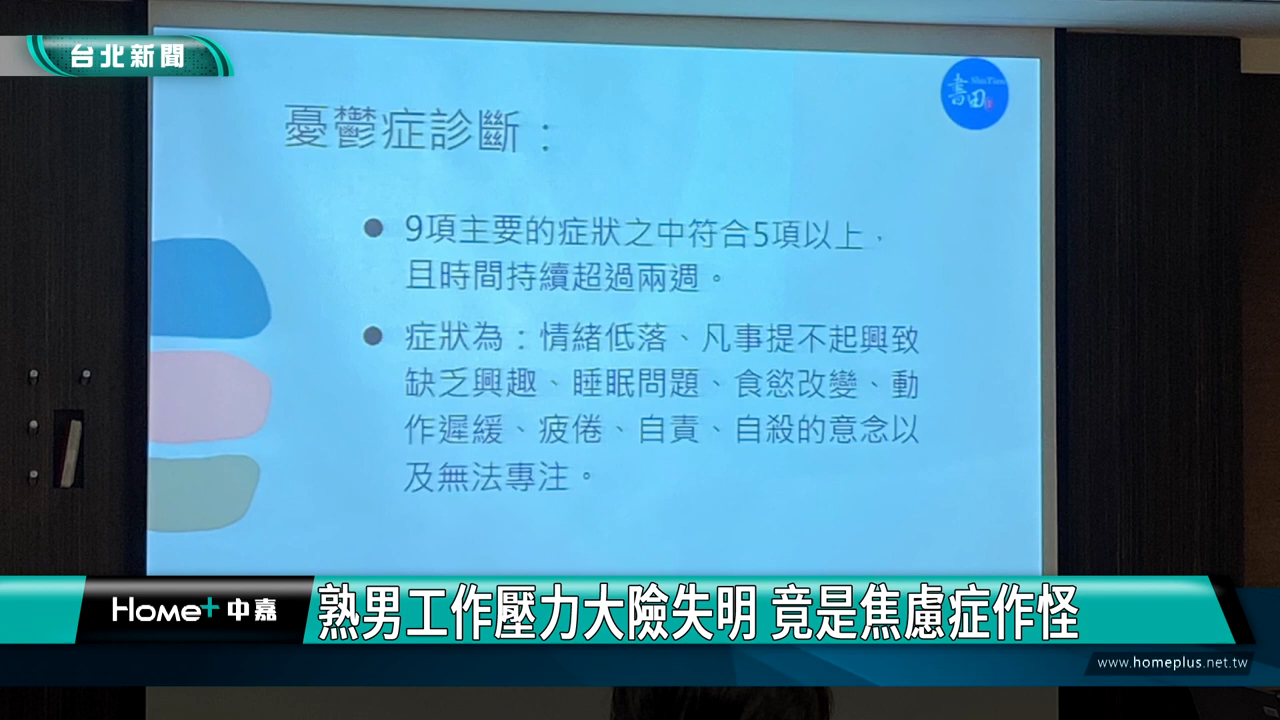 台北新聞
書田
ShuTien
憂鬱症診斷：
9項主要的症狀之中符合5項以上，
且時間持續超過兩週。
症狀為：情緒低落、凡事提不起興致
缺乏興趣、睡眠問題、食慾改變、動
作遲緩、疲倦、自責、自殺的意念以
及無法專注。
Home+ 中嘉
熟男工作壓力大險失明 竟是焦慮症作怪
www.homeplus.net.tw